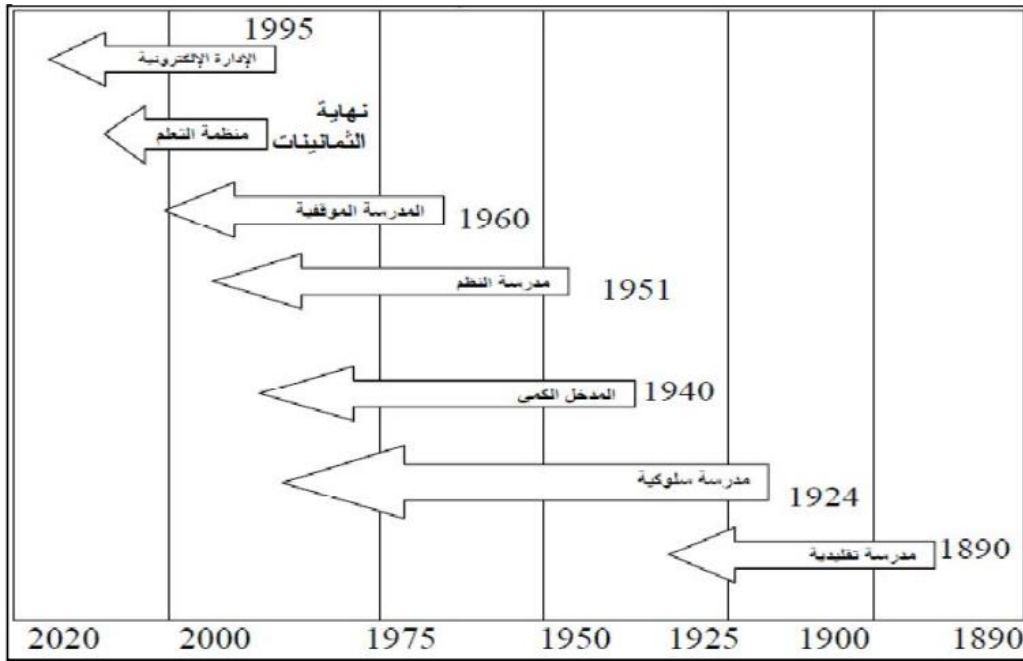 1995
الإدارة الإلكترونية
نهاية
الثمانينات
منظمة التعلم
1960
المدرسة الموقفية
1951
مدرسة النظم
1940
المدخل الكمى
1924
مدرسة سلوكية
1890
مدرسة تقليدية
2020 2000 1975 1950 1925 1900 1890